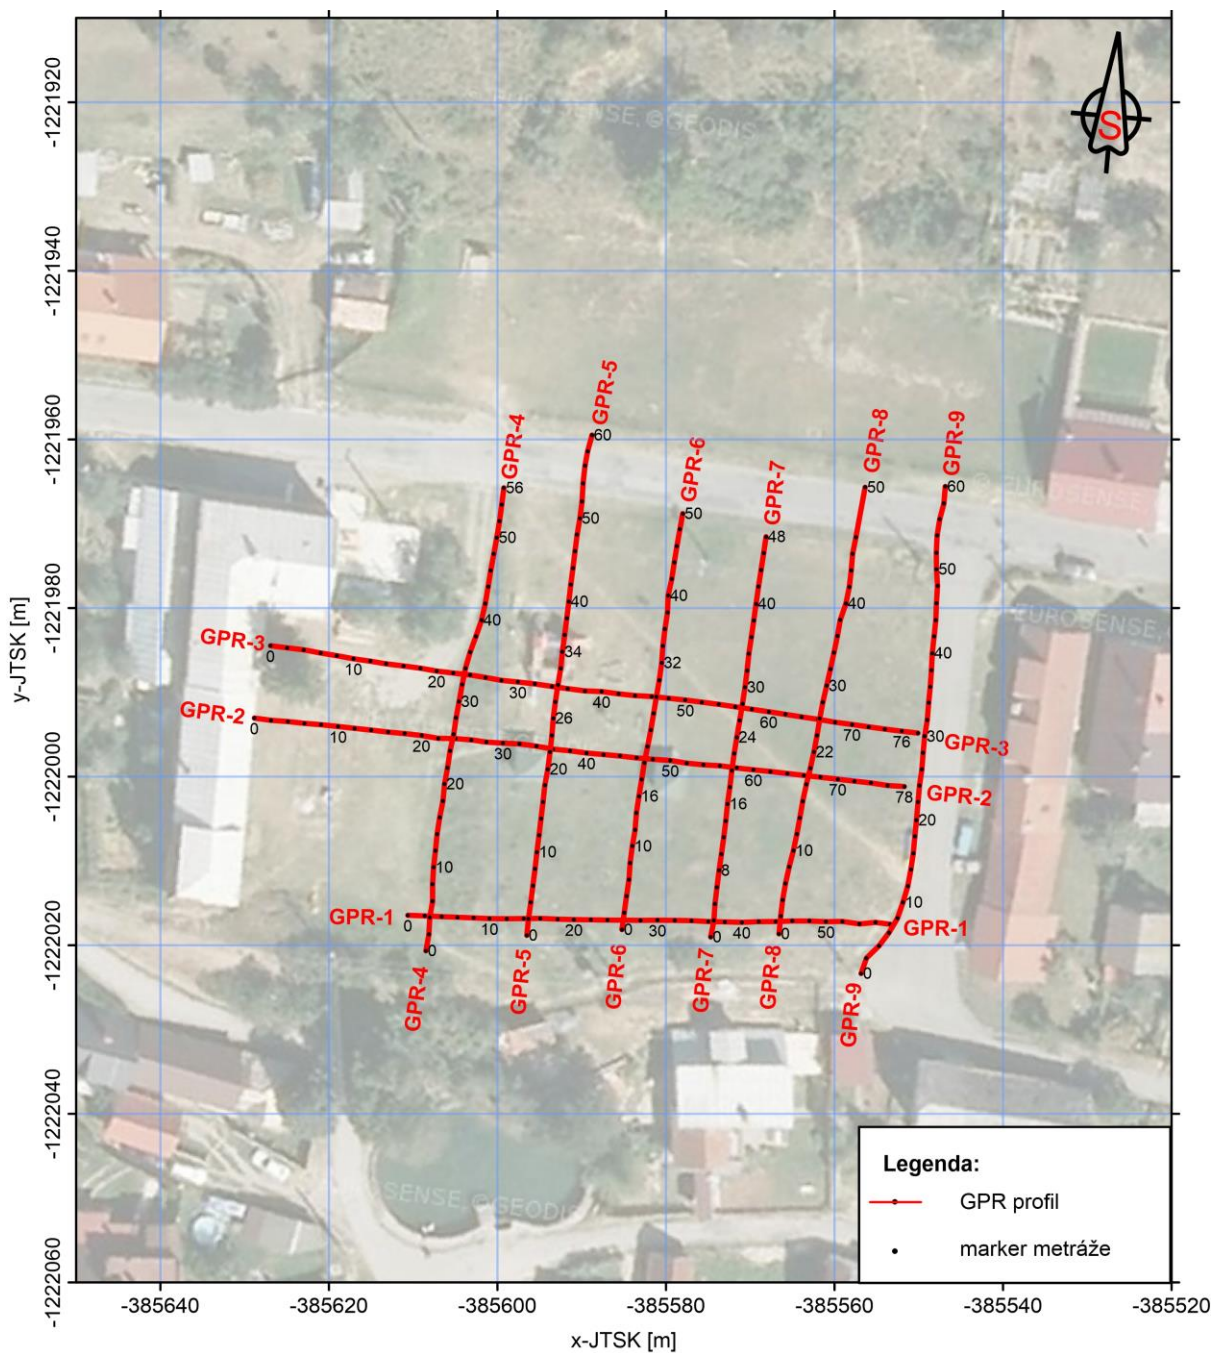 -1221920
-1221940
-1221960
-1221980
-1222000
-1222020
-1222040
-1222060
y-JTSK [m]
S
EUROSENSE, ©GEODIS
GPR-4
GPR-5
GPR-6
GPR-7
GPR-8
GPR-9
60
56
50
50
60
© EUROSENSE
50
50
48
50
EUROSENSE,
40
40
40
40
40
40
GPR-3
0
10
20
30
34
32
40
50
30
60
30
70
76
30
GPR-3
30
26
24
22
GPR-2
0
10
20
30
40
50
60
70
78
GPR-2
20
20
16
16
20
10
10
10
8
10
10
GPR-1
0
10
20
30
40
50
GPR-1
0
0
0
0
0
0
GPR-4
GPR-5
GPR-6
GPR-7
GPR-8
GPR-9
SENSE, ©GEODIS
Legenda:
GPR profil
marker metráže
-385640
-385620
-385600
-385580
-385560
-385540
-385520
x-JTSK [m]